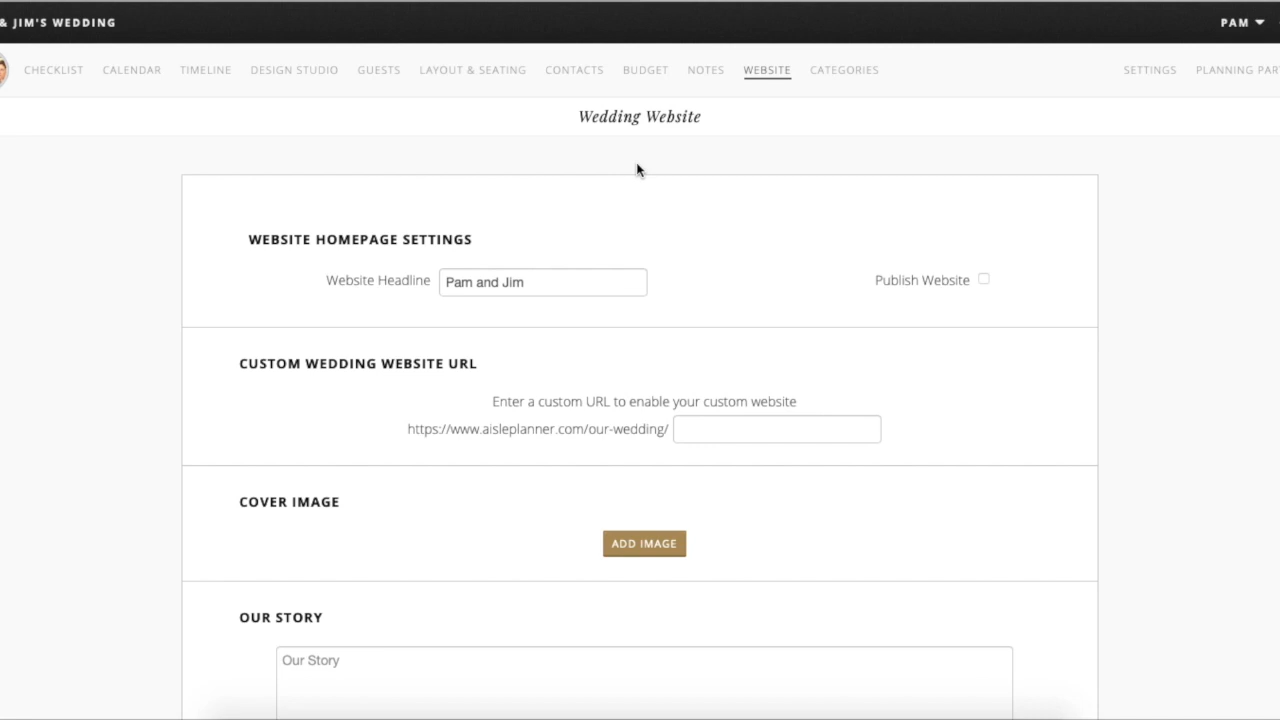 & JIM'S WEDDING PAM
CHECKLIST CALENDAR TIMELINE DESIGN STUDIO GUESTS LAYOUT & SEATING CONTACTS BUDGET NOTES WEBSITE CATEGORIES SETTINGS PLANNING PAR
Wedding Website
WEBSITE HOMEPAGE SETTINGS
Website Headline Pam and Jim Publish Website
CUSTOM WEDDING WEBSITE URL
Enter a custom URL to enable your custom website
https://www.aisleplanner.com/our-wedding/
COVER IMAGE
ADD IMAGE
OUR STORY
Our Story